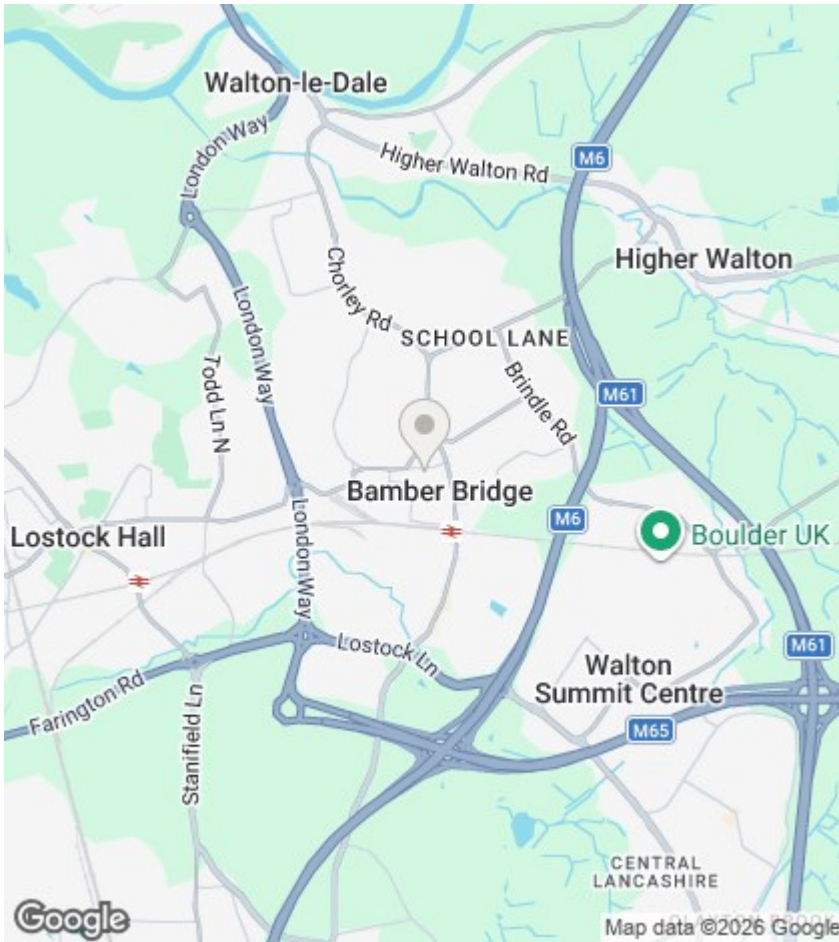 Walton-le-Dale
London Way
Higher Walton Rd
M6
Higher Walton
Chorley Rd
SCHOOL LANE
London Way
Todd Ln N
Brindle Rd
M61
Bamber Bridge
M6
Lostock Hall
London Way
Boulder UK
Lostock Ln
M61
Walton
Summit Centre
Farington Rd
Stanifield Ln
M65
CENTRAL
LANCASHIRE
Google
Map data ©2026 Google